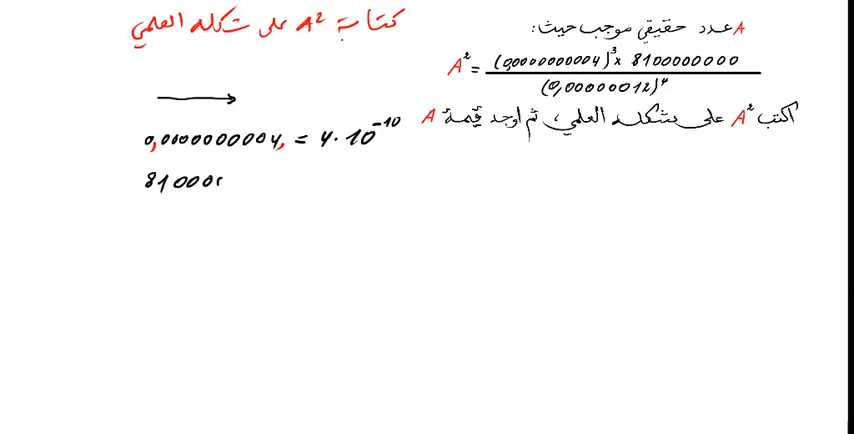 كتابة A² على شكله العلمي
A عدد حقيقي موجب حيث:
A² = (0,0000000004)³ × 8100000000 / (0,00000012)⁴
اكتب A² على شكله العلمي، ثم اوجد قيمة A
0,0000000004, = 4 · 10⁻¹⁰
81000